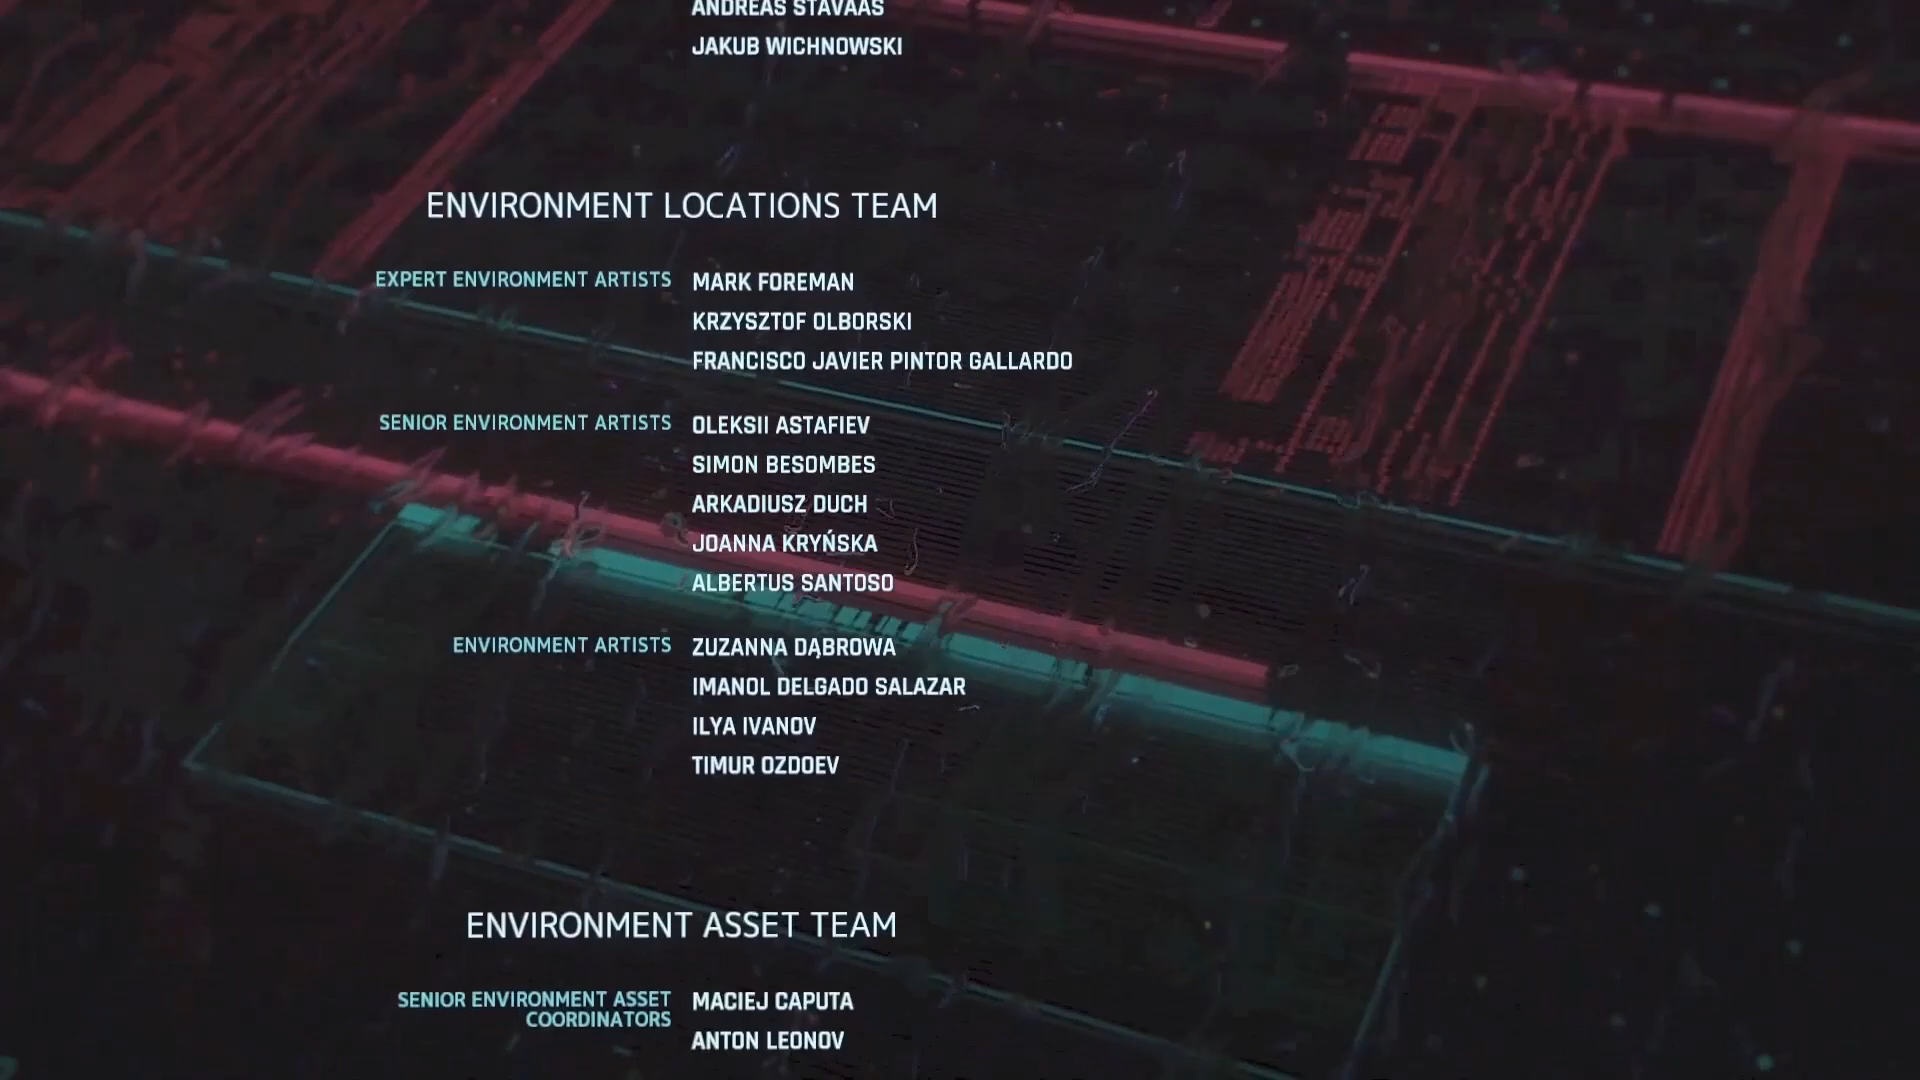 ANDREAS STAVAAS
JAKUB WICHNOWSKI
ENVIRONMENT LOCATIONS TEAM
EXPERT ENVIRONMENT ARTISTS MARK FOREMAN
KRZYSZTOF OLBORSKI
FRANCISCO JAVIER PINTOR GALLARDO
SENIOR ENVIRONMENT ARTISTS OLEKSII ASTAFIEV
SIMON BESOMBES
ARKADIUSZ DUCH
JOANNA KRYŃSKA
ALBERTUS SANTOSO
ENVIRONMENT ARTISTS ZUZANNA DĄBROWA
IMANOL DELGADO SALAZAR
ILYA IVANOV
TIMUR OZDOEV
ENVIRONMENT ASSET TEAM
SENIOR ENVIRONMENT ASSET MACIEJ CAPUTA
COORDINATORS
ANTON LEONOV